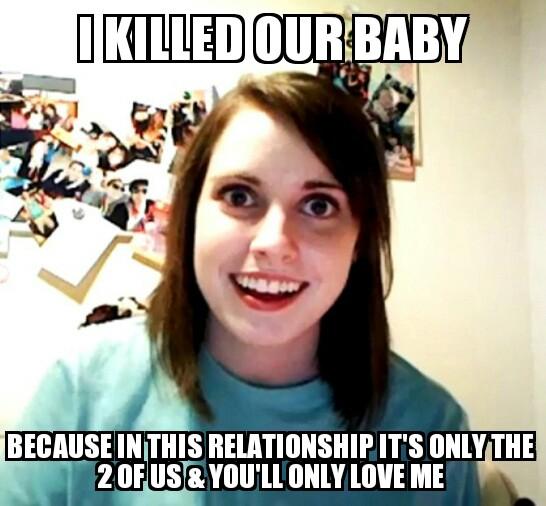 I KILLED OUR BABY
BECAUSE IN THIS RELATIONSHIP IT'S ONLY THE
2 OF US & YOU'LL ONLY LOVE ME